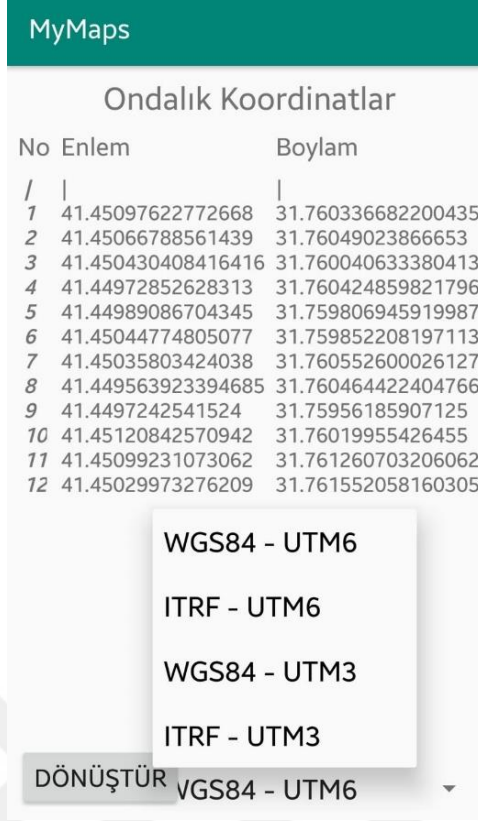 MyMaps
Ondalık Koordinatlar
No Enlem Boylam
/ | |
1 41.45097622772668 31.760336682200435
2 41.45066788561439 31.76049023866653
3 41.450430408416416 31.760040633380413
4 41.44972852628313 31.760424859821796
5 41.44989086704345 31.759806945919987
6 41.45044774805077 31.759852208197113
7 41.45035803424038 31.760552600026127
8 41.449563923394685 31.760464422404766
9 41.4497242541524 31.75956185907125
10 41.45120842570942 31.76019955426455
11 41.45099231073062 31.761260703206062
12 41.45029973276209 31.761552058160305
WGS84 - UTM6
ITRF - UTM6
WGS84 - UTM3
ITRF - UTM3
DÖNÜŞTÜR WGS84 - UTM6